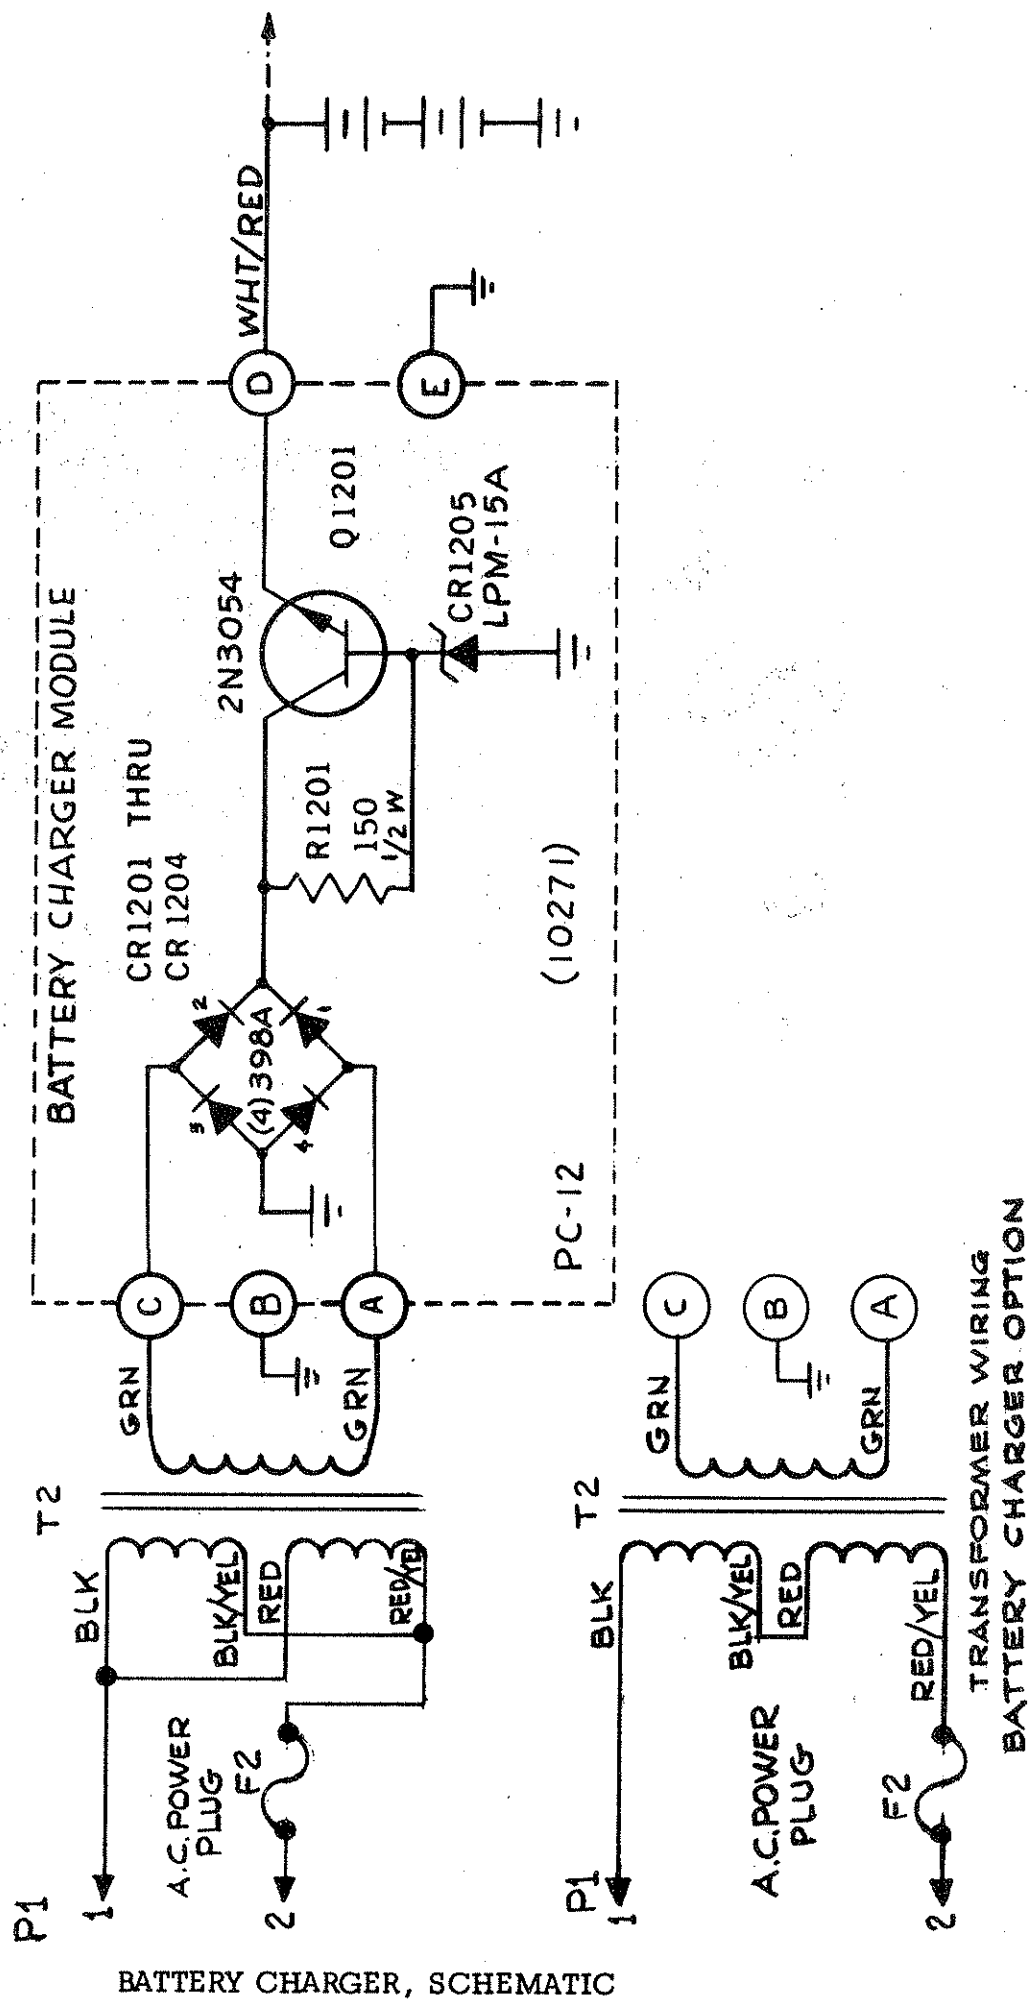 BATTERY CHARGER MODULE
CR1201 THRU
CR1204
2N3054
Q1201
WHT/RED
D
E
C
B
A
(4)398A
2
1
3
4
R1201
150
1/2 W
CR1205
LPM-15A
(10271)
PC-12
GRN
GRN
T2
BLK
BLK/YEL
RED
RED/YEL
A.C. POWER
PLUG
F2
P1
1
2
T2
GRN
GRN
C
B
A
BLK
BLK/YEL
RED
RED/YEL
A.C. POWER
PLUG
F2
P1
1
2
TRANSFORMER WIRING
BATTERY CHARGER OPTION
BATTERY CHARGER, SCHEMATIC